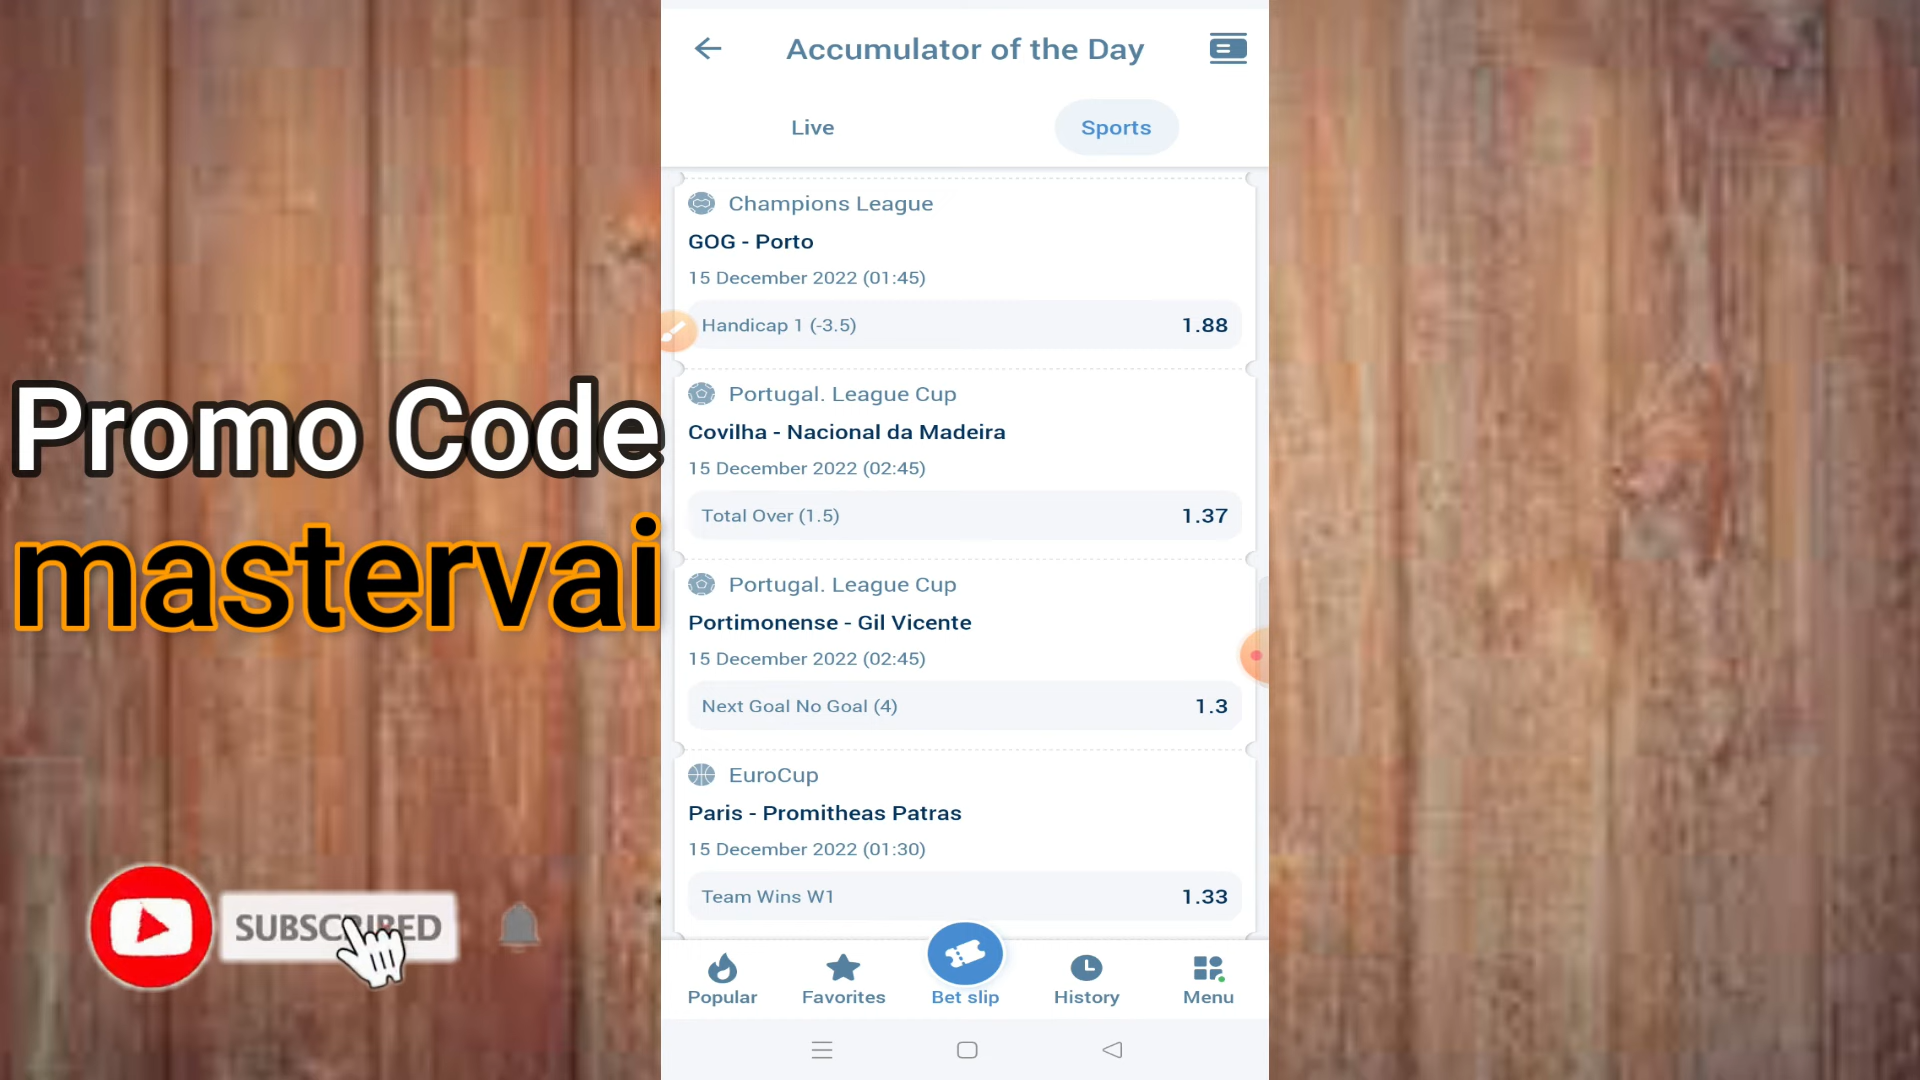 Promo Code
mastervai
SUBSCRIBED
Accumulator of the Day
Live
Sports
Champions League
GOG - Porto
15 December 2022 (01:45)
Handicap 1 (-3.5) 1.88
Portugal. League Cup
Covilha - Nacional da Madeira
15 December 2022 (02:45)
Total Over (1.5) 1.37
Portugal. League Cup
Portimonense - Gil Vicente
15 December 2022 (02:45)
Next Goal No Goal (4) 1.3
EuroCup
Paris - Promitheas Patras
15 December 2022 (01:30)
Team Wins W1 1.33
Popular Favorites Bet slip History Menu